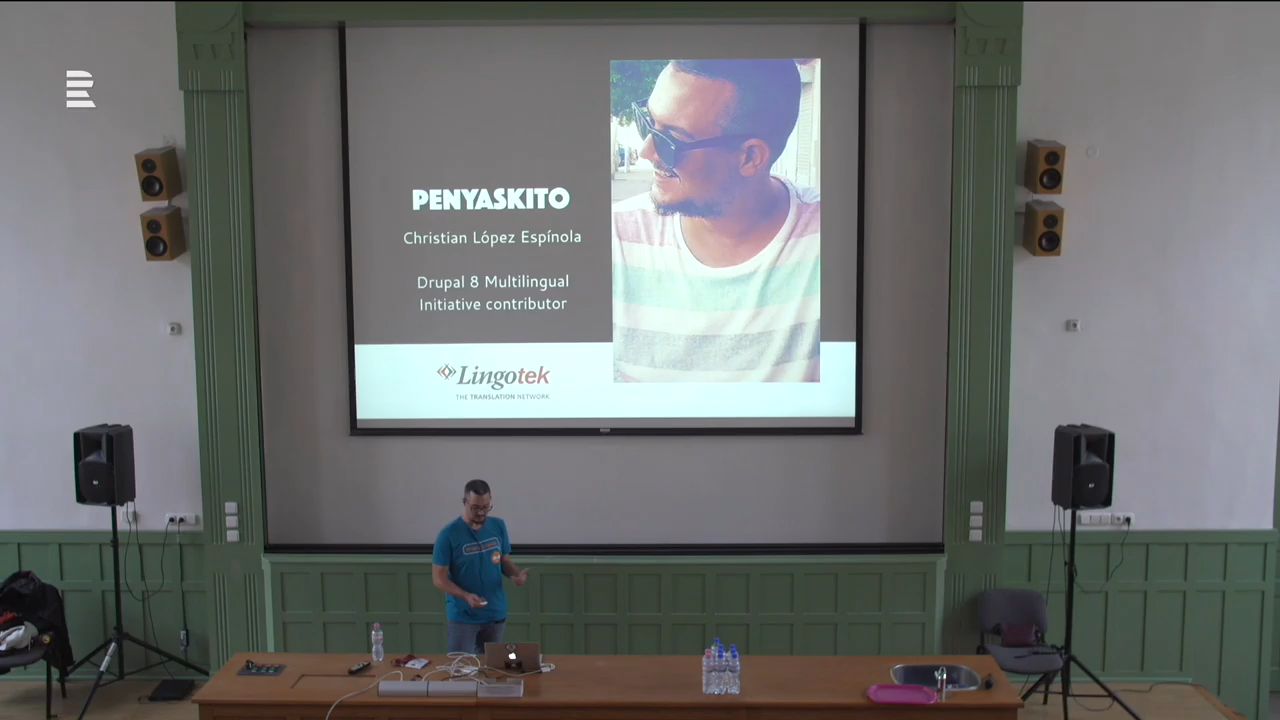 PENYASKITO
Christian López Espínola
Drupal 8 Multilingual
Initiative contributor
Lingotek
THE TRANSLATION NETWORK